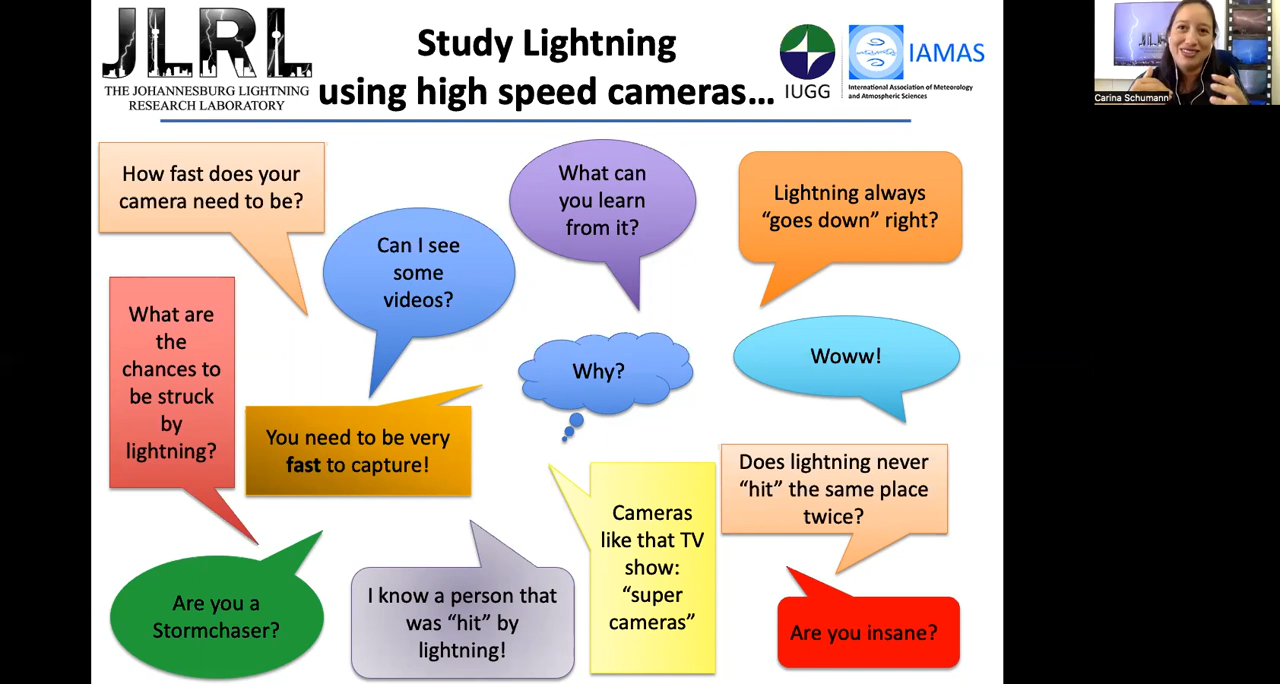 JLRL
THE JOHANNESBURG LIGHTNING
RESEARCH LABORATORY
Study Lightning
using high speed cameras...
IUGG
IAMAS
International Association of Meteorology
and Atmospheric Sciences
Carina Schumann
How fast does your
camera need to be?
Can I see
some
videos?
What can
you learn
from it?
Lightning always
“goes down” right?
What are
the
chances to
be struck
by
lightning?
You need to be very
fast to capture!
Why?
Woww!
Does lightning never
“hit” the same place
twice?
Cameras
like that TV
show:
“super
cameras”
Are you a
Stormchaser?
I know a person that
was “hit” by
lightning!
Are you insane?